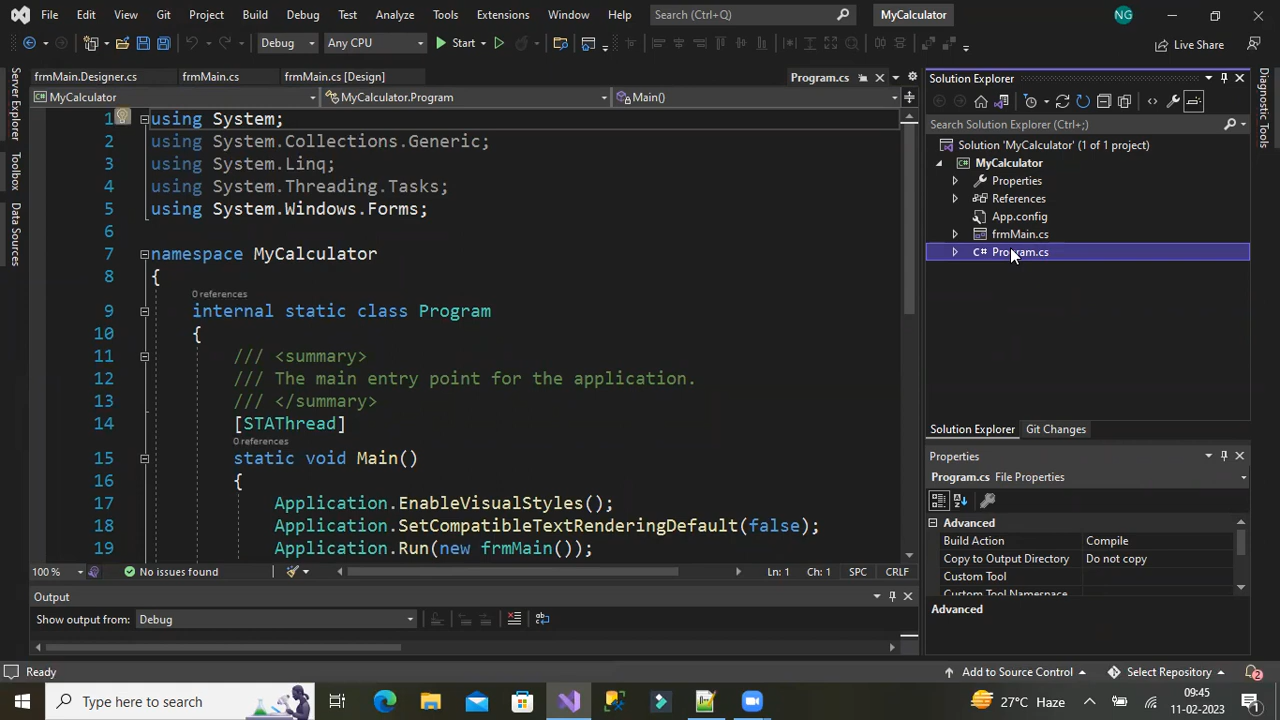 File Edit View Git Project Build Debug Test Analyze Tools Extensions Window Help Search (Ctrl+Q) MyCalculator NG
Debug Any CPU Start Live Share
frmMain.Designer.cs frmMain.cs frmMain.cs [Design] Program.cs
MyCalculator MyCalculator.Program Main()
Server Explorer
Toolbox
Data Sources
1 using System;
2 using System.Collections.Generic;
3 using System.Linq;
4 using System.Threading.Tasks;
5 using System.Windows.Forms;
6
7 namespace MyCalculator
8 {
0 references
9 internal static class Program
10 {
11 /// <summary>
12 /// The main entry point for the application.
13 /// </summary>
14 [STAThread]
0 references
15 static void Main()
16 {
17 Application.EnableVisualStyles();
18 Application.SetCompatibleTextRenderingDefault(false);
19 Application.Run(new frmMain());
100 % No issues found Ln: 1 Ch: 1 SPC CRLF
Output
Show output from: Debug
Solution Explorer
Search Solution Explorer (Ctrl+;)
Solution 'MyCalculator' (1 of 1 project)
C# MyCalculator
Properties
References
App.config
frmMain.cs
C# Program.cs
Solution Explorer Git Changes
Properties
Program.cs File Properties
Advanced
Build Action Compile
Copy to Output Directory Do not copy
Custom Tool
Custom Tool Namespace
Advanced
Diagnostic Tools
Ready Add to Source Control Select Repository 2
Type here to search 27°C Haze 09:45
11-02-2023 1